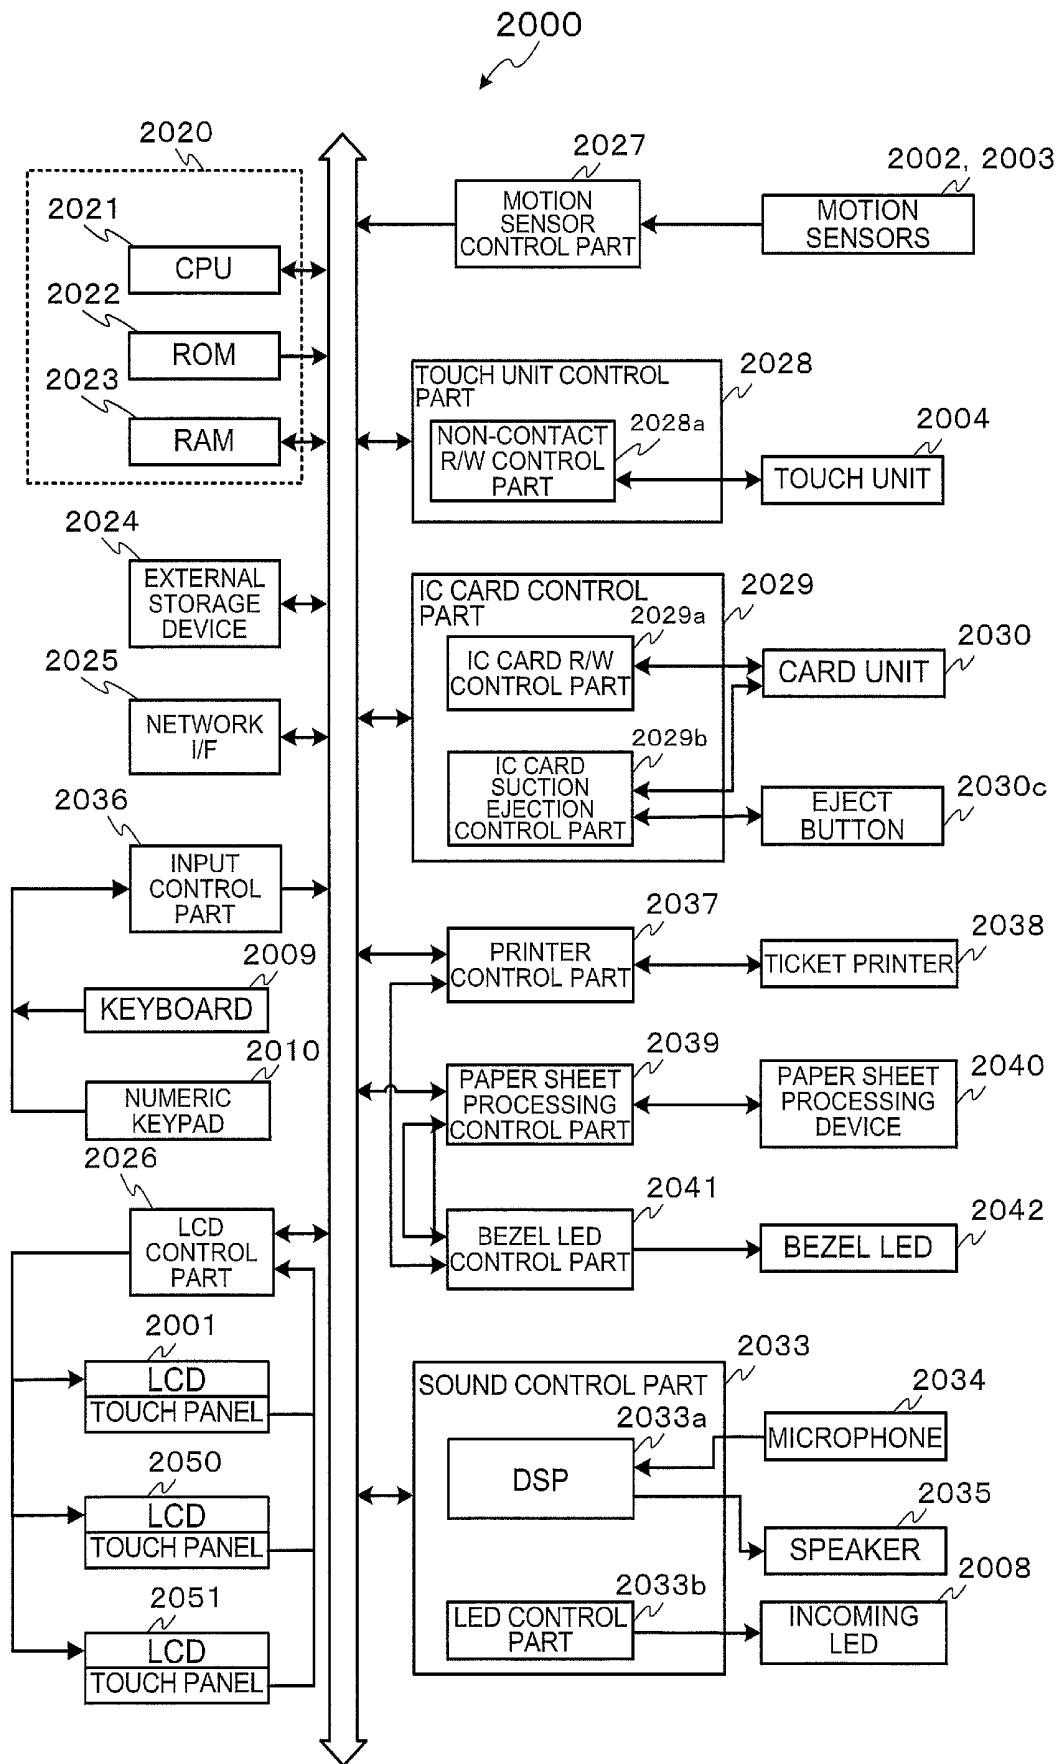 2000
2020
2021
CPU
2022
ROM
2023
RAM
2024
EXTERNAL
STORAGE
DEVICE
2025
NETWORK
I/F
2036
INPUT
CONTROL
PART
2009
KEYBOARD
2010
NUMERIC
KEYPAD
2026
LCD
CONTROL
PART
2001
LCD
TOUCH PANEL
2050
LCD
TOUCH PANEL
2051
LCD
TOUCH PANEL
2027
MOTION
SENSOR
CONTROL PART
2002, 2003
MOTION
SENSORS
2028
TOUCH UNIT CONTROL
PART
2028a
NON-CONTACT
R/W CONTROL
PART
2004
TOUCH UNIT
2029
IC CARD CONTROL
PART
2029a
IC CARD R/W
CONTROL PART
2030
CARD UNIT
2029b
IC CARD
SUCTION
EJECTION
CONTROL PART
2030c
EJECT
BUTTON
2037
PRINTER
CONTROL PART
2038
TICKET PRINTER
2039
PAPER SHEET
PROCESSING
CONTROL PART
2040
PAPER SHEET
PROCESSING
DEVICE
2041
BEZEL LED
CONTROL PART
2042
BEZEL LED
2033
SOUND CONTROL PART
2033a
DSP
2034
MICROPHONE
2035
SPEAKER
2033b
LED CONTROL
PART
2008
INCOMING
LED